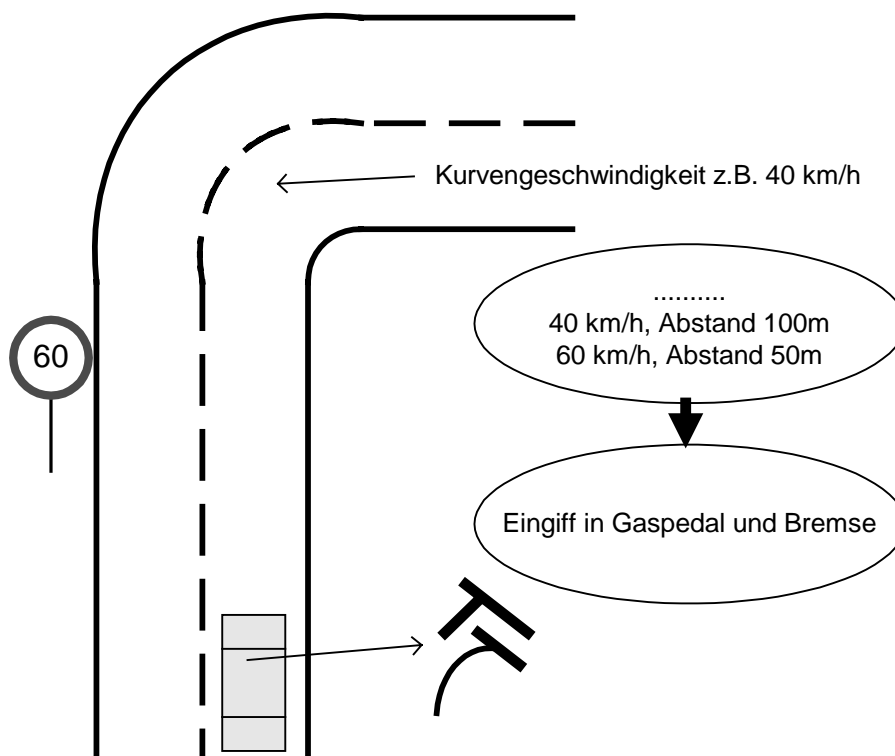 Kurvengeschwindigkeit z.B. 40 km/h
..........
40 km/h, Abstand 100m
60 km/h, Abstand 50m
60
Eingiff in Gaspedal und Bremse